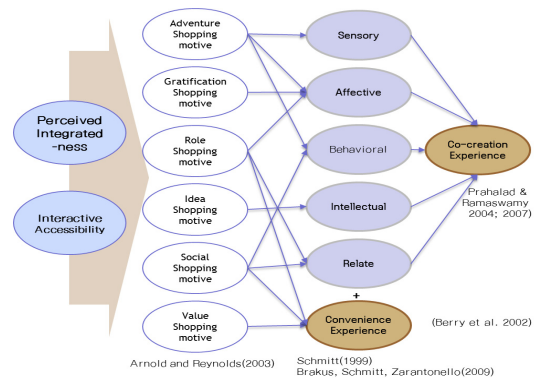 Perceived
Integrated
-ness
Interactive
Accessibility
Adventure
Shopping
motive
Gratification
Shopping
motive
Role
Shopping
motive
Idea
Shopping
motive
Social
Shopping
motive
Value
Shopping
motive
Arnold and Reynolds(2003)
Sensory
Affective
Behavioral
Intellectual
Relate
+
Convenience
Experience
Schmitt(1999)
Brakus, Schmitt, Zarantonello(2009)
Co-creation
Experience
Prahalad &
Ramaswamy
2004; 2007)
(Berry et al. 2002)